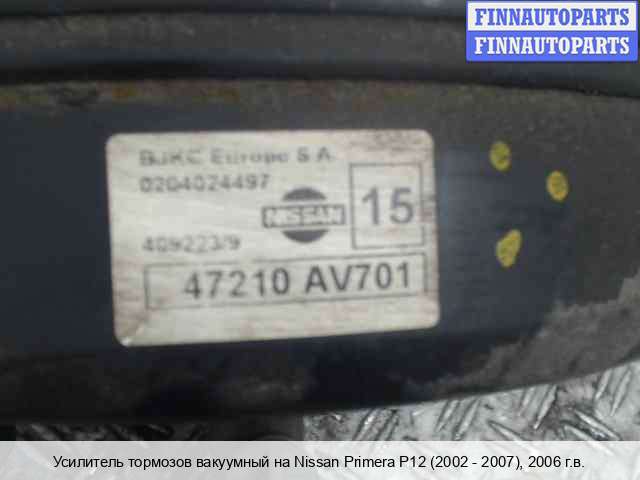 FINNAUTOPARTS
FINNAUTOPARTS
BJKC Europe S A
0204024497
NISSAN
15
409223/9
47210 AV701
Усилитель тормозов вакуумный на Nissan Primera P12 (2002 - 2007), 2006 г.в.